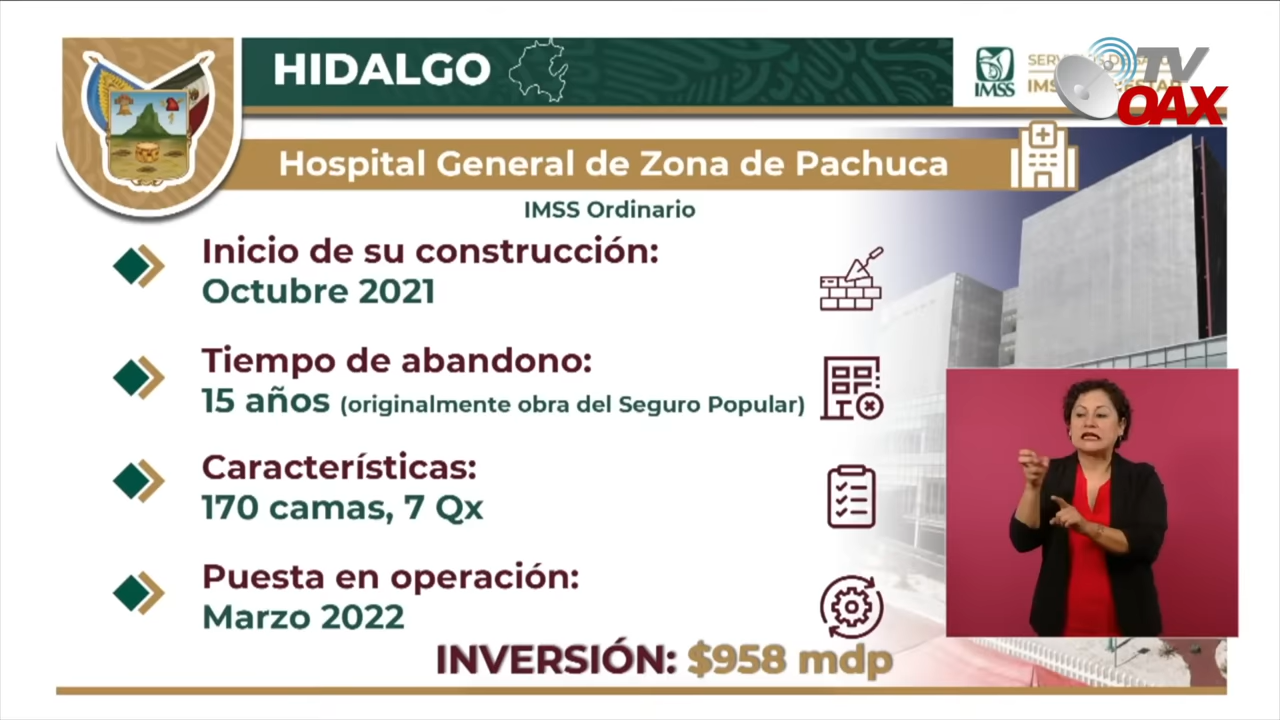 HIDALGO
IMSS
TV
OAX
Hospital General de Zona de Pachuca
IMSS Ordinario
Inicio de su construcción:
Octubre 2021
Tiempo de abandono:
15 años (originalmente obra del Seguro Popular)
Características:
170 camas, 7 Qx
Puesta en operación:
Marzo 2022
INVERSIÓN: $958 mdp